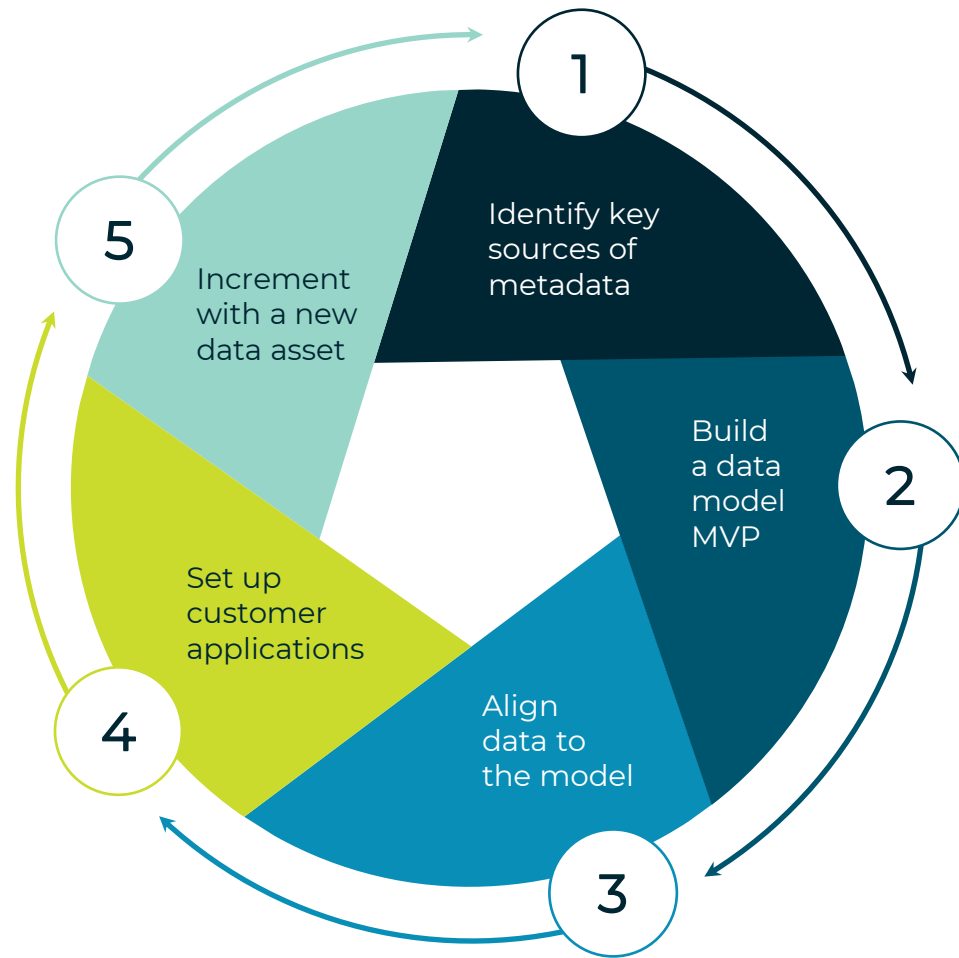 1
Identify key
sources of
metadata
2
Build
a data
model
MVP
3
Align
data to
the model
4
Set up
customer
applications
5
Increment
with a new
data asset